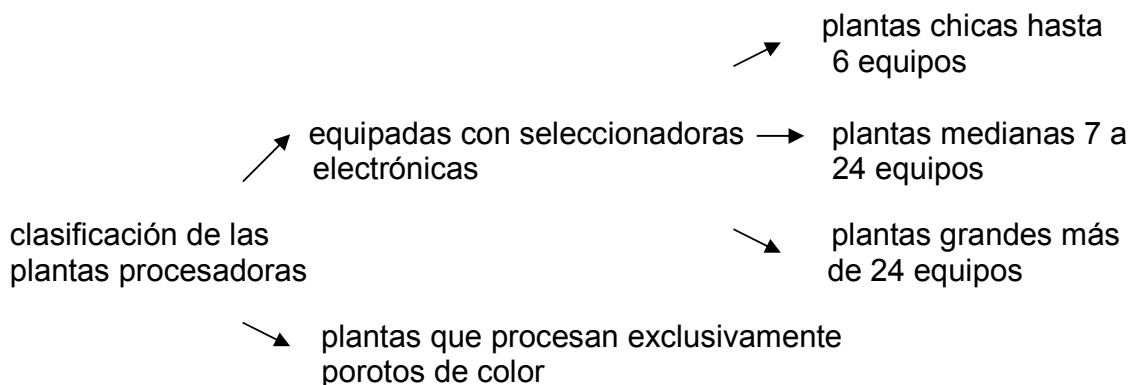 plantas chicas hasta
6 equipos
equipadas con seleccionadoras
electrónicas
plantas medianas 7 a
24 equipos
clasificación de las
plantas procesadoras
plantas grandes más
de 24 equipos
plantas que procesan exclusivamente
porotos de color